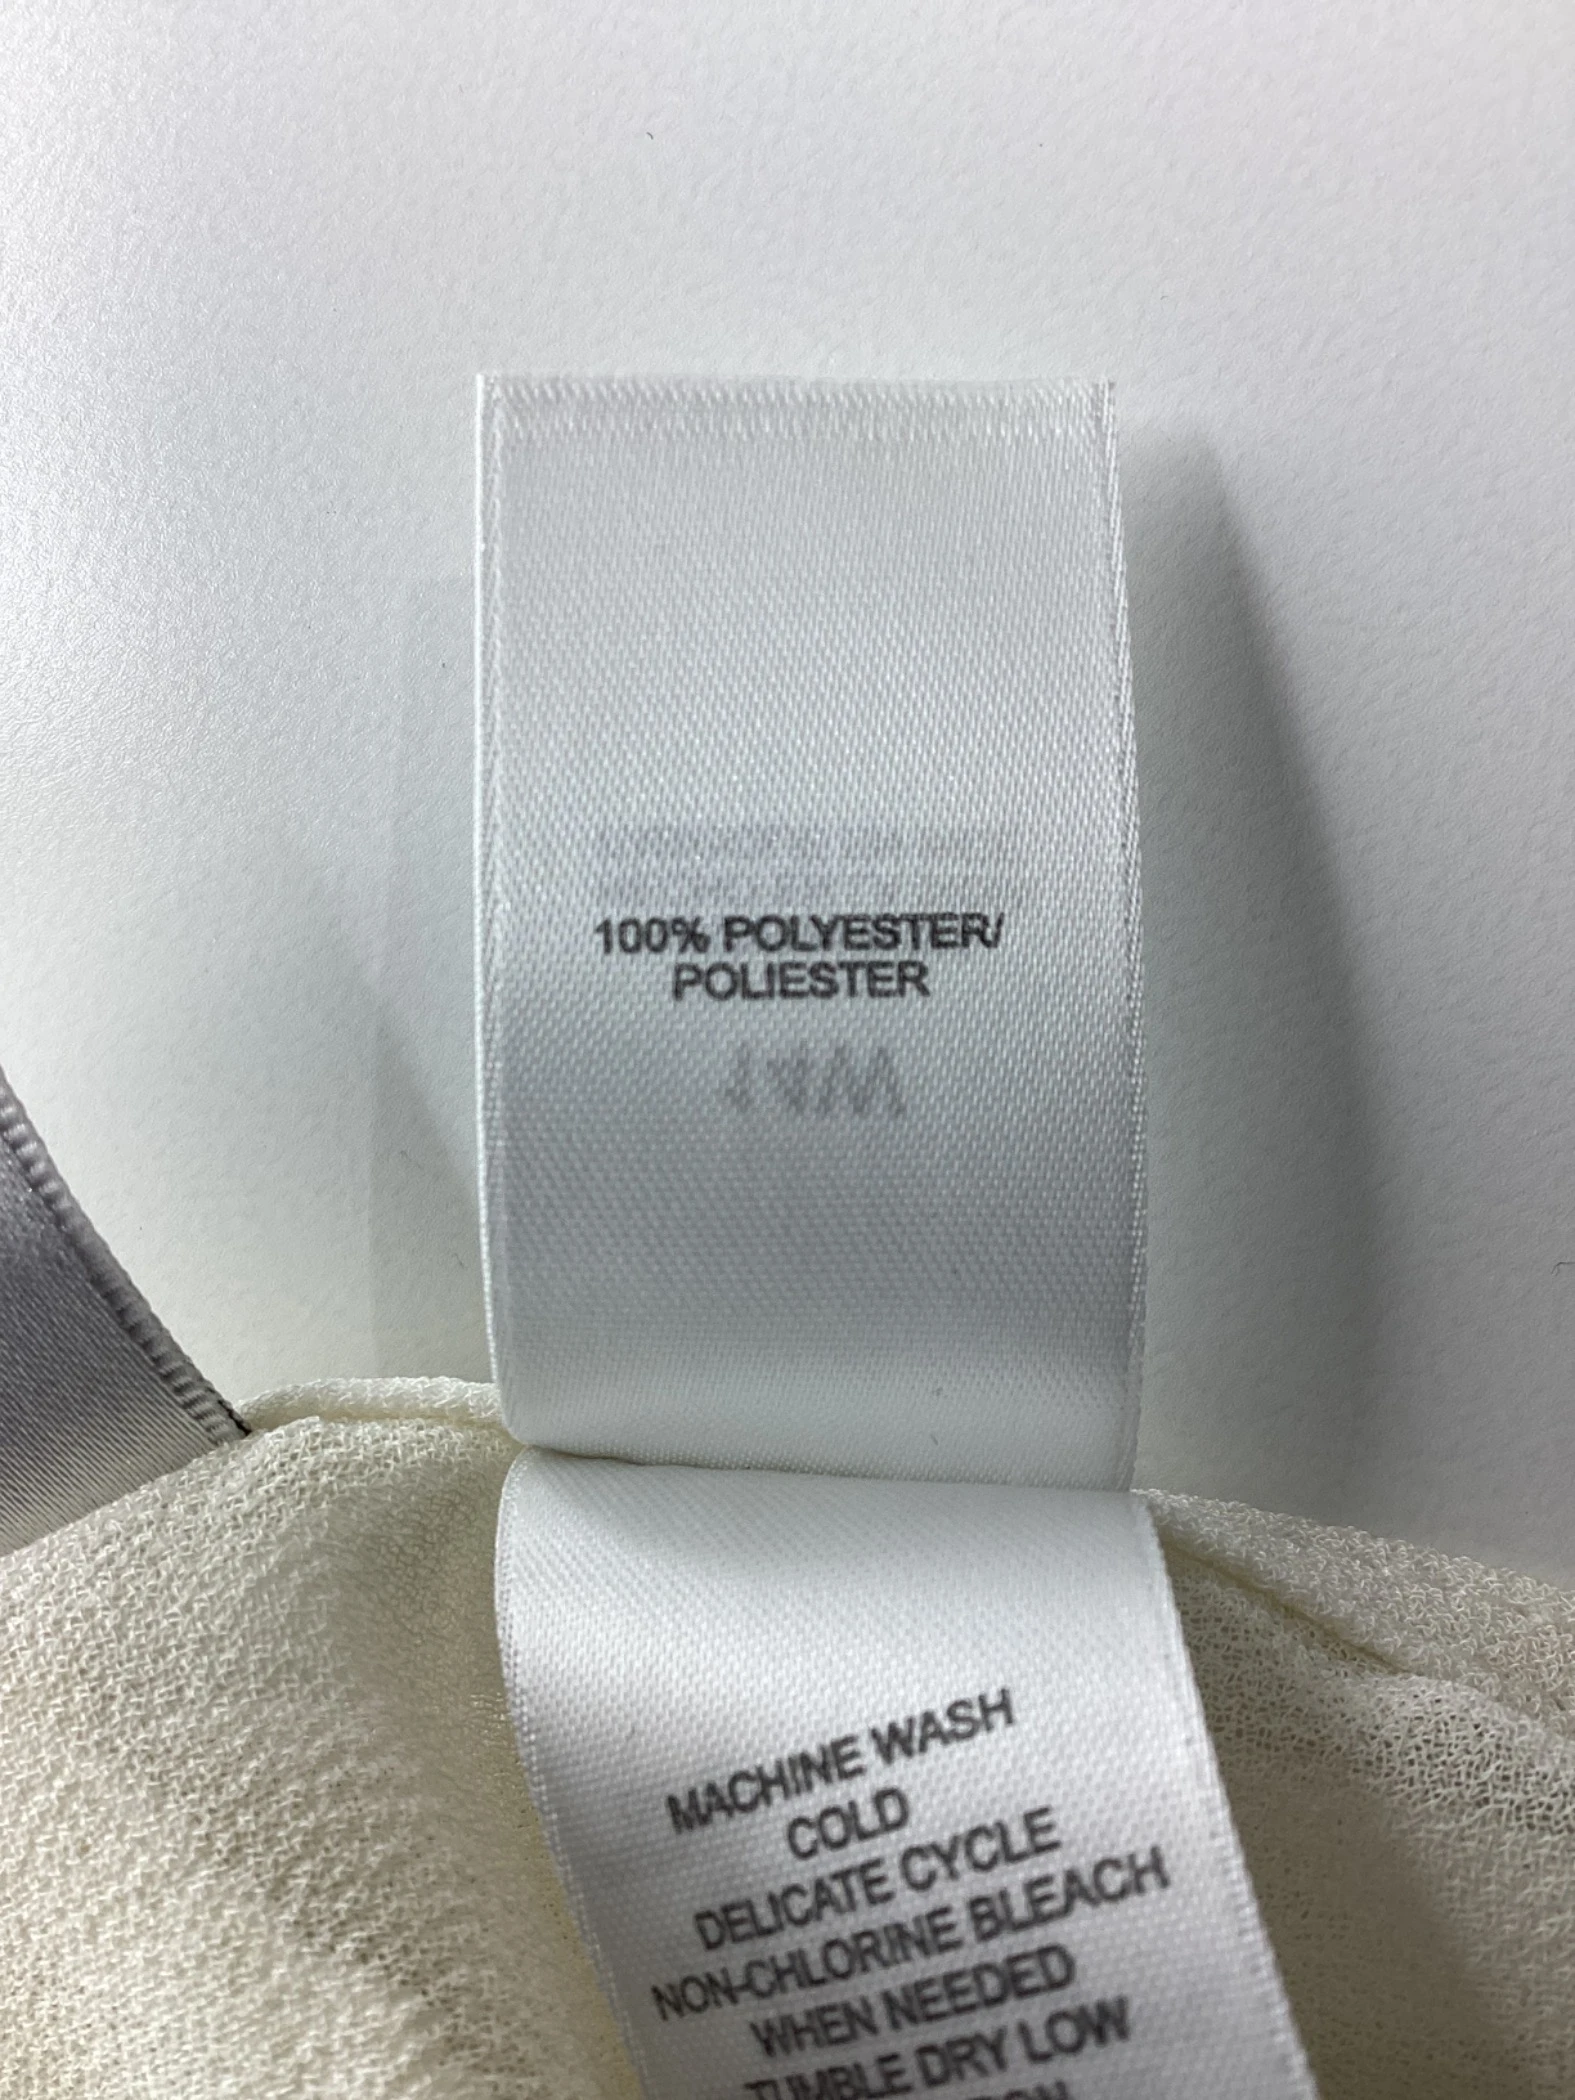 100% POLYESTER/
POLIESTER
MACHINE WASH
COLD
DELICATE CYCLE
NON-CHLORINE BLEACH
WHEN NEEDED
TUMBLE DRY LOW